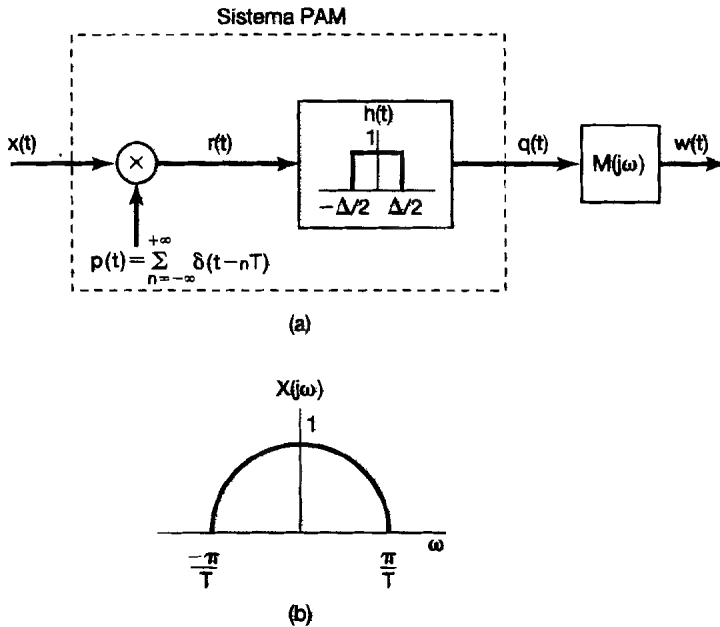 Sistema PAM
h(t)
1
x(t)
×
r(t)
q(t)
M(jω)
w(t)
−Δ/2
Δ/2
p(t) = +∞ Σ n=−∞ δ(t−nT)
(a)
X(jω)
1
−π/T
π/T
ω
(b)